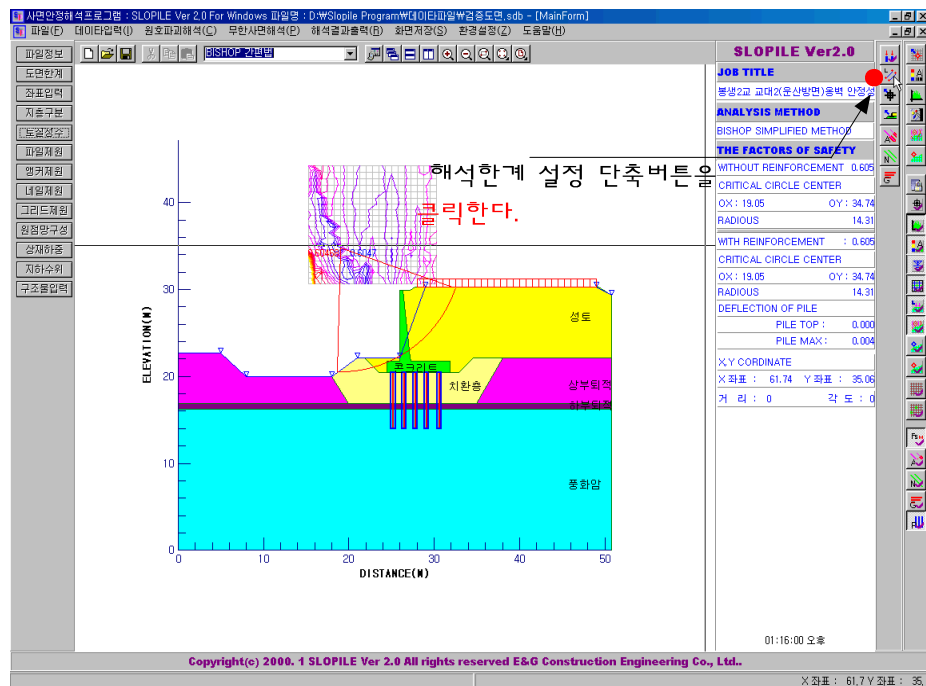 사면안정해석프로그램 : SLOPILE Ver 2,0 For Windows 파일명 : D:₩Slopile Program₩데이타파일₩검증도면,sdb - [MainForm]
파일(F) 데이타입력(I) 원호파괴해석(C) 무한사면해석(P) 해석결과출력(R) 화면저장(S) 환경설정(Z) 도움말(H)
BISHOP 간편법
파일정보
도면한계
좌표입력
지층구분
토질정수
파일제원
앵커제원
네일제원
그리드제원
원점망구성
상재하중
지하수위
구조물입력
해석한계 설정 단축버튼을
클릭한다.
ELEVATION(M)
40
30
20
10
0
0.6047
성토
콘크리트
치환층
상부퇴적
하부퇴적
풍화암
0 10 20 30 40 50
DISTANCE(M)
SLOPILE Ver2.0
JOB TITLE
봉생2교 교대2(운산방면)옹벽 안정성
ANALYSIS METHOD
BISHOP SIMPLIFIED METHOD
THE FACTORS OF SAFETY
WITHOUT REINFORCEMENT 0.605
CRITICAL CIRCLE CENTER
OX : 19.05 OY : 34.74
RADIOUS 14.31
WITH REINFORCEMENT : 0.605
CRITICAL CIRCLE CENTER
OX : 19.05 OY : 34.74
RADIOUS 14.31
DEFLECTION OF PILE
PILE TOP : 0.000
PILE MAX : 0.004
X,Y CORDINATE
X 좌표 : 61.74 Y 좌표 : 35.06
거 리 : 0 각 도 : 0
01:16:00 오후
Copyright(c) 2000. 1 SLOPILE Ver 2.0 All rights reserved E&G Construction Engineering Co., Ltd..
X 좌표 : 61.7 Y 좌표 : 35,